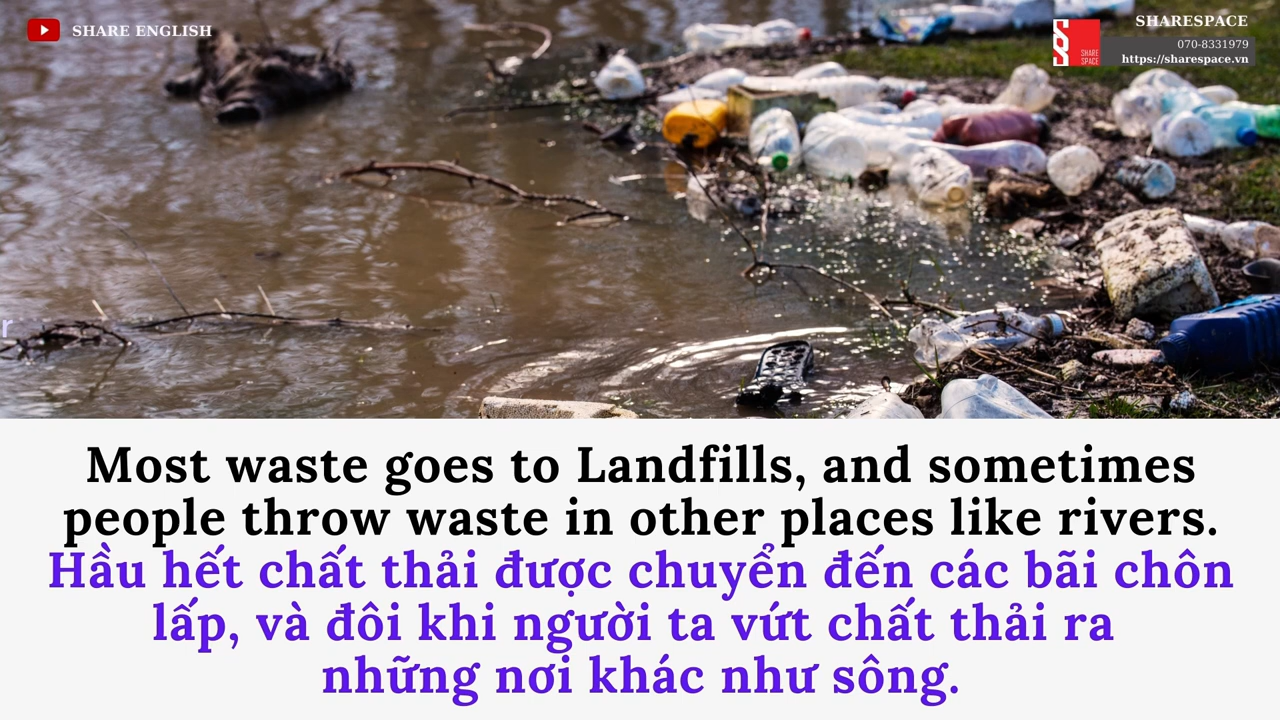 SHARE ENGLISH
SHARESPACE
070-8331979
https://sharespace.vn
SHARE
SPACE
r
Most waste goes to Landfills, and sometimes
people throw waste in other places like rivers.
Hầu hết chất thải được chuyển đến các bãi chôn
lấp, và đôi khi người ta vứt chất thải ra
những nơi khác như sông.